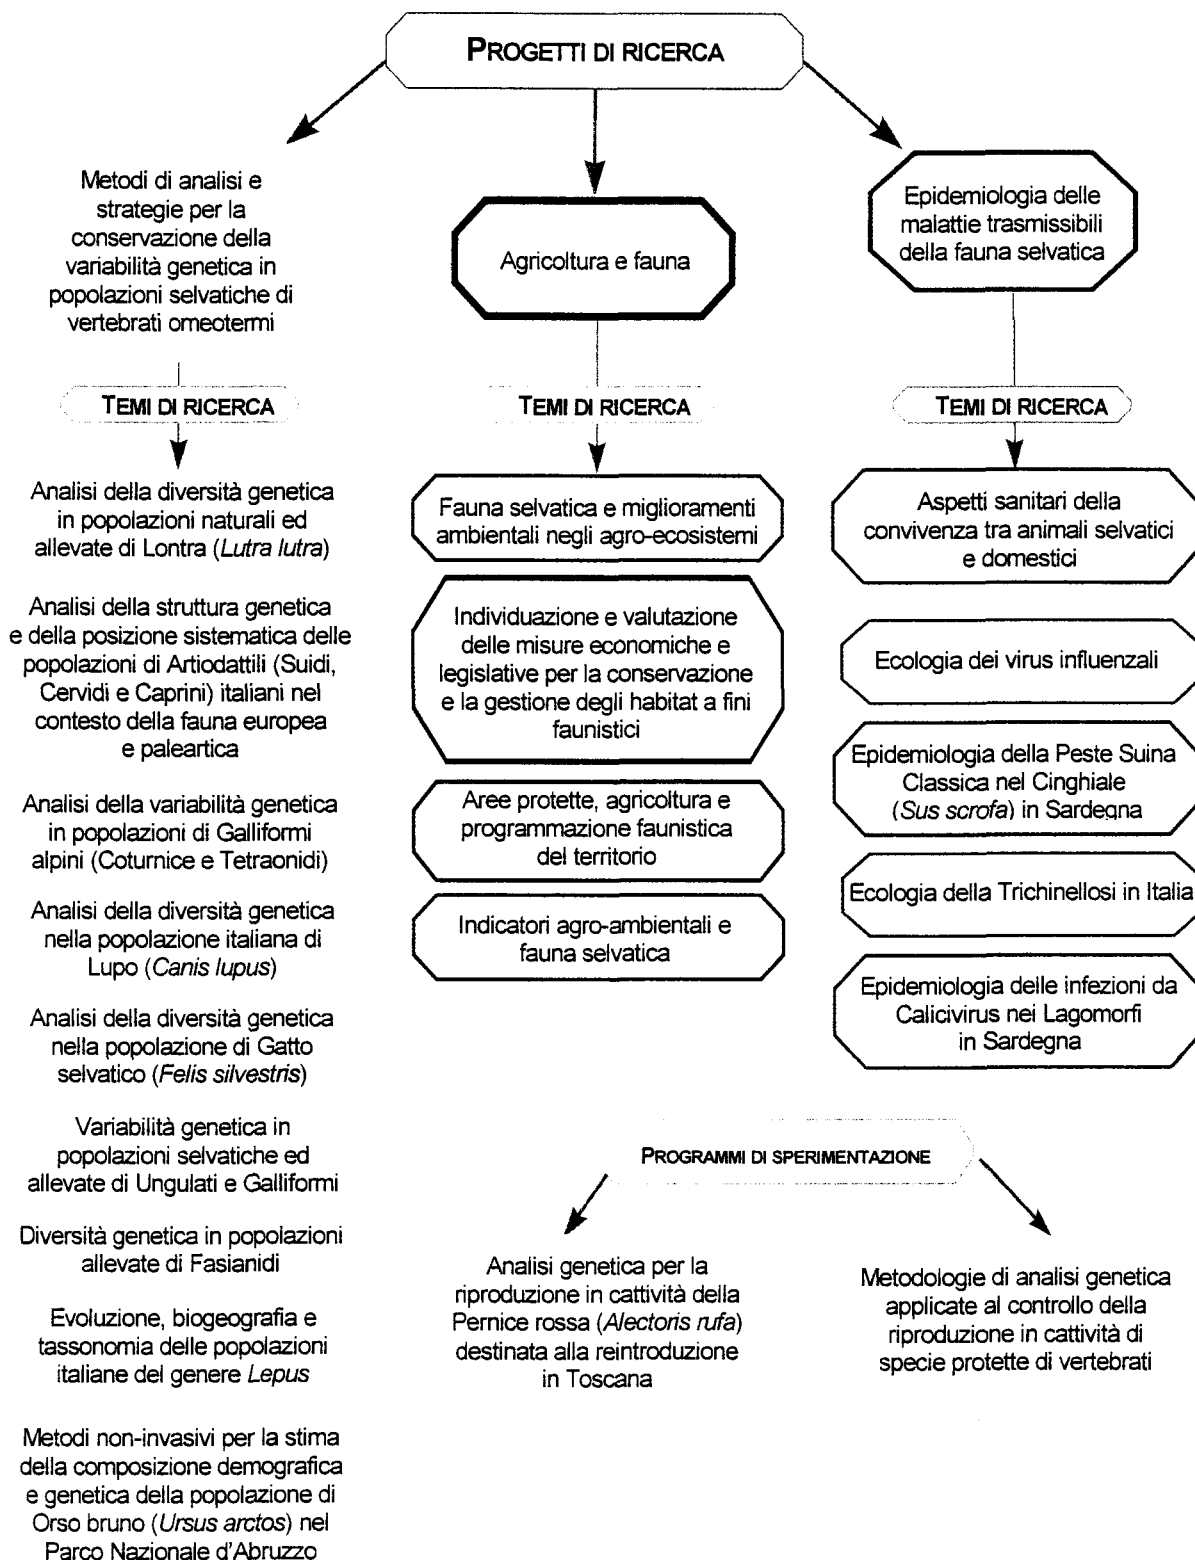 PROGETTI DI RICERCA
Metodi di analisi e
strategie per la
conservazione della
variabilità genetica in
popolazioni selvatiche di
vertebrati omeotermi
TEMI DI RICERCA
Analisi della diversità genetica
in popolazioni naturali ed
allevate di Lontra (Lutra lutra)
Analisi della struttura genetica
e della posizione sistematica delle
popolazioni di Artiodattili (Suidi,
Cervidi e Caprini) italiani nel
contesto della fauna europea
e paleartica
Analisi della variabilità genetica
in popolazioni di Galliformi
alpini (Coturnice e Tetraonidi)
Analisi della diversità genetica
nella popolazione italiana di
Lupo (Canis lupus)
Analisi della diversità genetica
nella popolazione di Gatto
selvatico (Felis silvestris)
Variabilità genetica in
popolazioni selvatiche ed
allevate di Ungulati e Galliformi
Diversità genetica in popolazioni
allevate di Fasianidi
Evoluzione, biogeografia e
tassonomia delle popolazioni
italiane del genere Lepus
Metodi non-invasivi per la stima
della composizione demografica
e genetica della popolazione di
Orso bruno (Ursus arctos) nel
Parco Nazionale d'Abruzzo
Agricoltura e fauna
TEMI DI RICERCA
Fauna selvatica e miglioramenti
ambientali negli agro-ecosistemi
Individuazione e valutazione
delle misure economiche e
legislative per la conservazione
e la gestione degli habitat a fini
faunistici
Aree protette, agricoltura e
programmazione faunistica
del territorio
Indicatori agro-ambientali e
fauna selvatica
Epidemiologia delle
malattie trasmissibili
della fauna selvatica
TEMI DI RICERCA
Aspetti sanitari della
convivenza tra animali selvatici
e domestici
Ecologia dei virus influenzali
Epidemiologia della Peste Suina
Classica nel Cinghiale
(Sus scrofa) in Sardegna
Ecologia della Trichinellosi in Italia
Epidemiologia delle infezioni da
Calicivirus nei Lagomorfi
in Sardegna
PROGRAMMI DI SPERIMENTAZIONE
Analisi genetica per la
riproduzione in cattività della
Pernice rossa (Alectoris rufa)
destinata alla reintroduzione
in Toscana
Metodologie di analisi genetica
applicate al controllo della
riproduzione in cattività di
specie protette di vertebrati